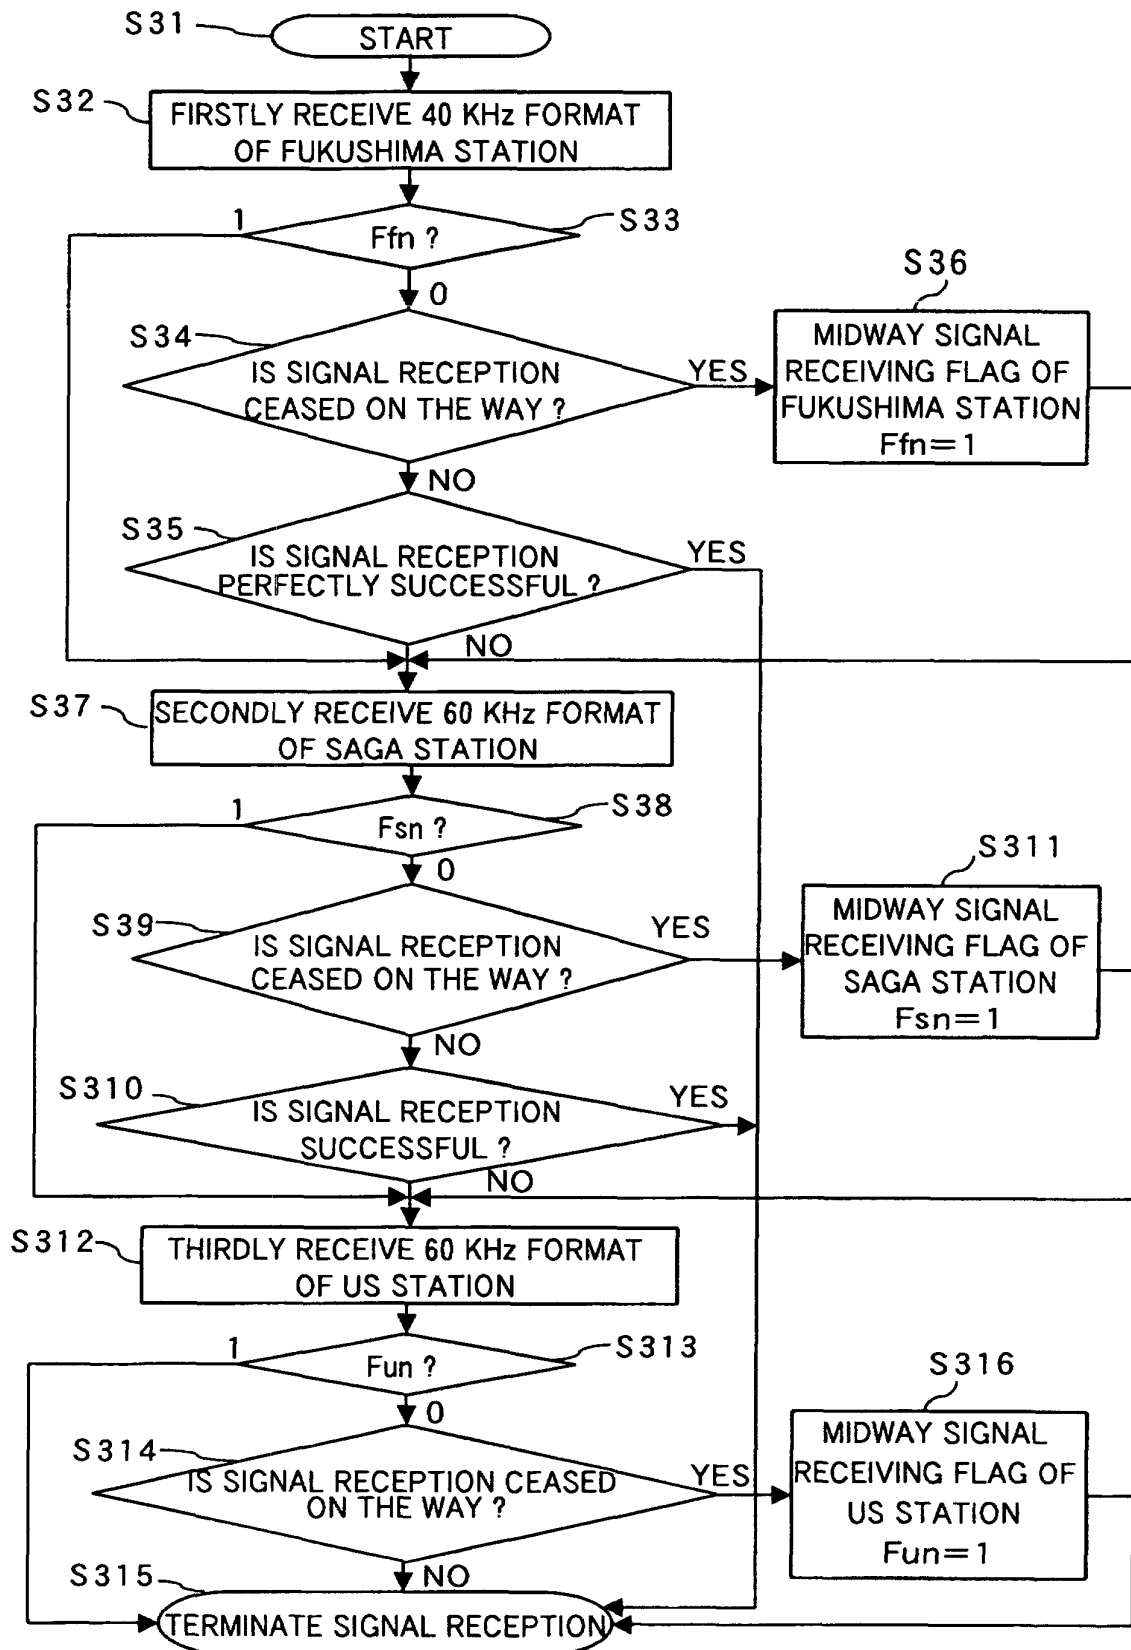 S31
START
S32
FIRSTLY RECEIVE 40 KHz FORMAT
OF FUKUSHIMA STATION
1
Ffn ?
S33
0
S34
IS SIGNAL RECEPTION
CEASED ON THE WAY ?
YES
S36
MIDWAY SIGNAL
RECEIVING FLAG OF
FUKUSHIMA STATION
Ffn=1
NO
S35
IS SIGNAL RECEPTION
PERFECTLY SUCCESSFUL ?
YES
NO
S37
SECONDLY RECEIVE 60 KHz FORMAT
OF SAGA STATION
1
Fsn ?
S38
0
S39
IS SIGNAL RECEPTION
CEASED ON THE WAY ?
YES
S311
MIDWAY SIGNAL
RECEIVING FLAG OF
SAGA STATION
Fsn=1
NO
S310
IS SIGNAL RECEPTION
SUCCESSFUL ?
YES
NO
S312
THIRDLY RECEIVE 60 KHz FORMAT
OF US STATION
1
Fun ?
S313
0
S314
IS SIGNAL RECEPTION CEASED
ON THE WAY ?
YES
S316
MIDWAY SIGNAL
RECEIVING FLAG OF
US STATION
Fun=1
NO
S315
TERMINATE SIGNAL RECEPTION